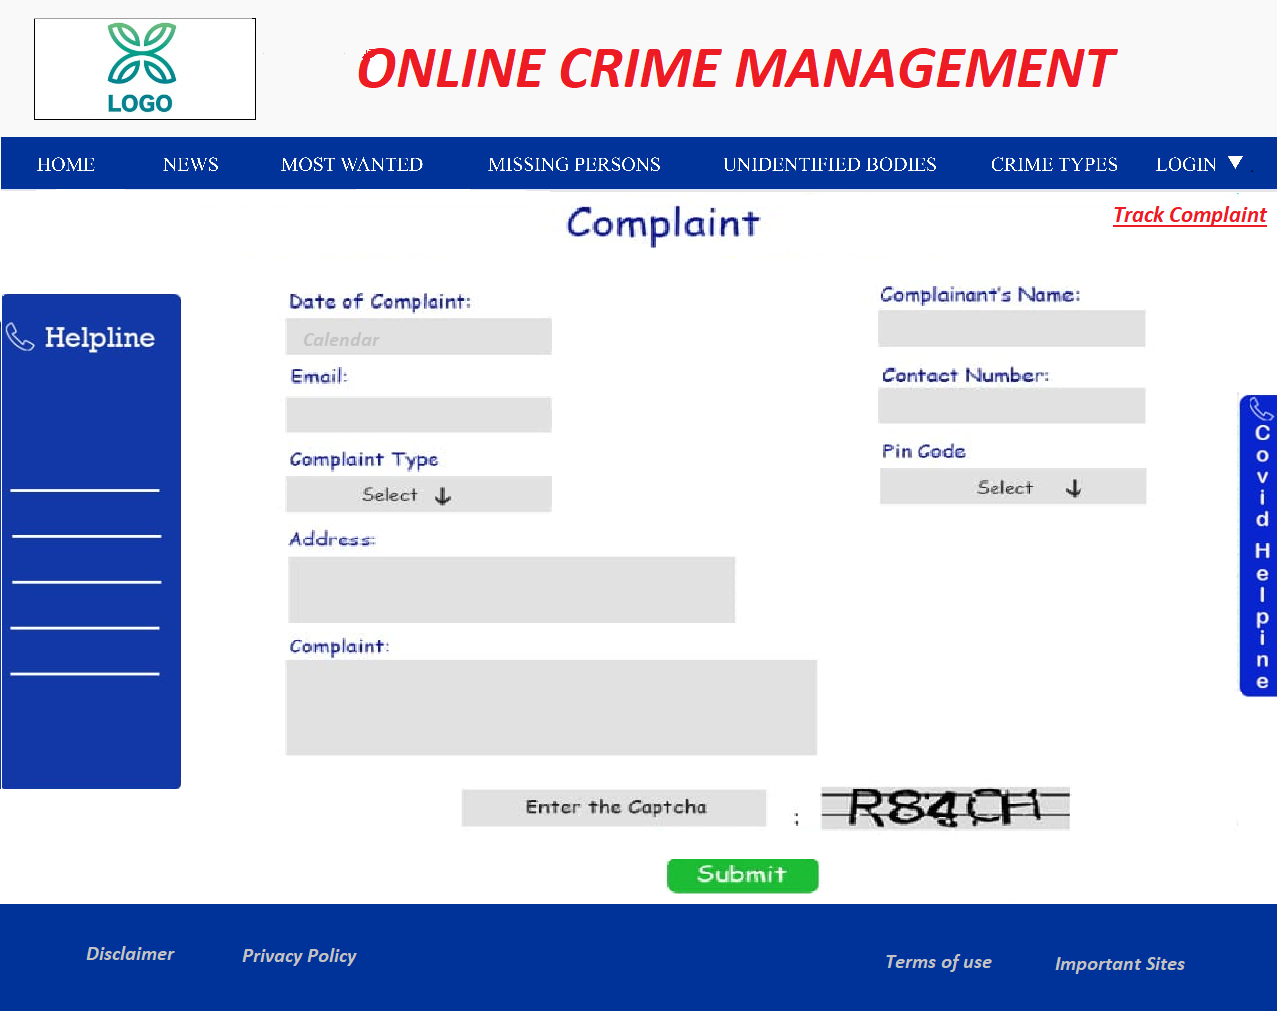 LOGO
ONLINE CRIME MANAGEMENT
HOME NEWS MOST WANTED MISSING PERSONS UNIDENTIFIED BODIES CRIME TYPES LOGIN ▼
Complaint
Track Complaint
Helpline
Date of Complaint:
Calendar
Complainant's Name:
Email:
Contact Number:
Complaint Type
Select ↓
Pin Code
Select ↓
Address:
Complaint:
Covid Helpine
Enter the Captcha : R84CH
Submit
Disclaimer Privacy Policy Terms of use Important Sites